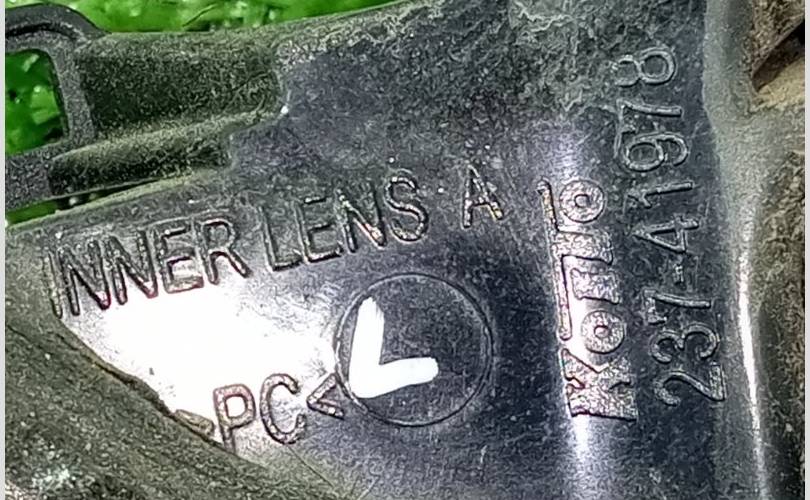 INNER LENS A
>PC<
L
KOITO
237-41978